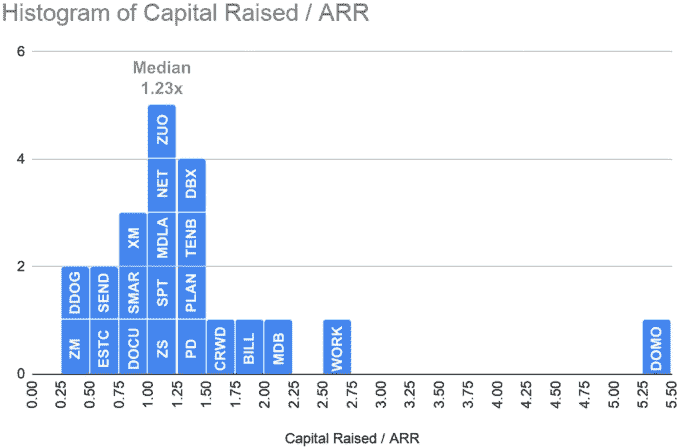 Histogram of Capital Raised / ARR
6
Median
1.23x
ZUO
4
NET
DBX
XM
MDLA
TENB
2
DDOG
SEND
SMAR
SPT
PLAN
ZM
ESTC
DOCU
ZS
PD
CRWD
BILL
MDB
WORK
DOMO
0
0.00
0.25
0.50
0.75
1.00
1.25
1.50
1.75
2.00
2.25
2.50
2.75
3.00
3.25
3.50
3.75
4.00
4.25
4.50
4.75
5.00
5.25
5.50
Capital Raised / ARR